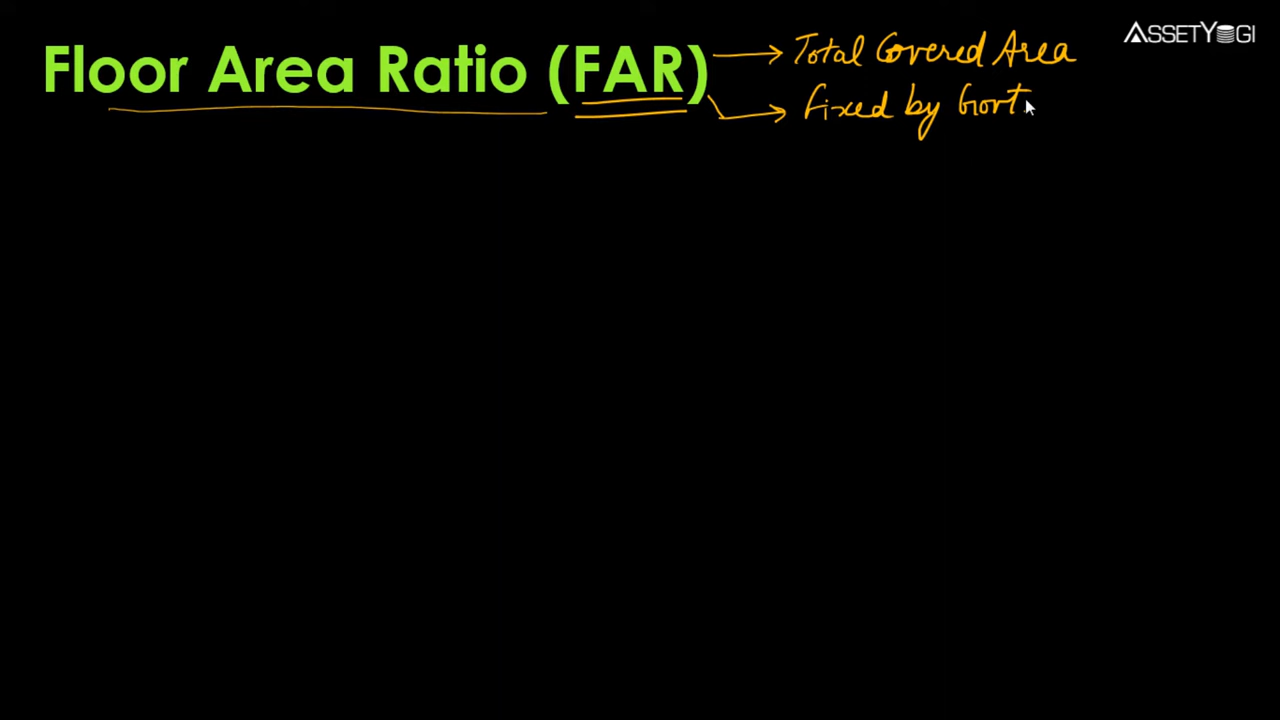 Floor Area Ratio (FAR)
Total Covered Area
Fixed by Govt
ASSETYOGI